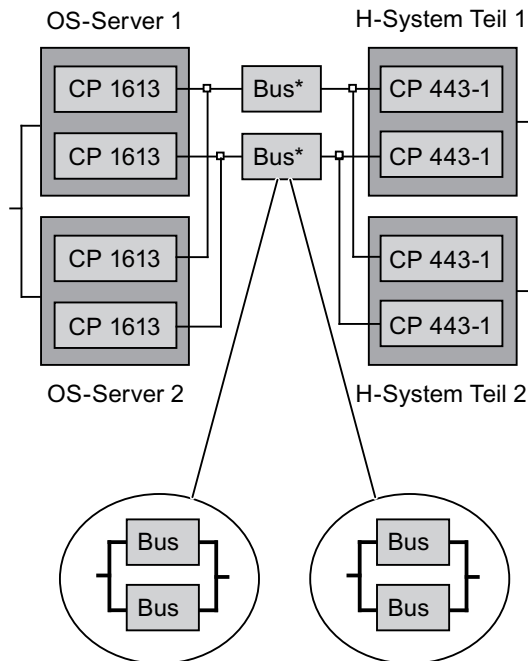 OS-Server 1
H-System Teil 1
CP 1613
Bus*
CP 443-1
CP 1613
Bus*
CP 443-1
CP 1613
CP 443-1
CP 1613
CP 443-1
OS-Server 2
H-System Teil 2
Bus
Bus
Bus
Bus